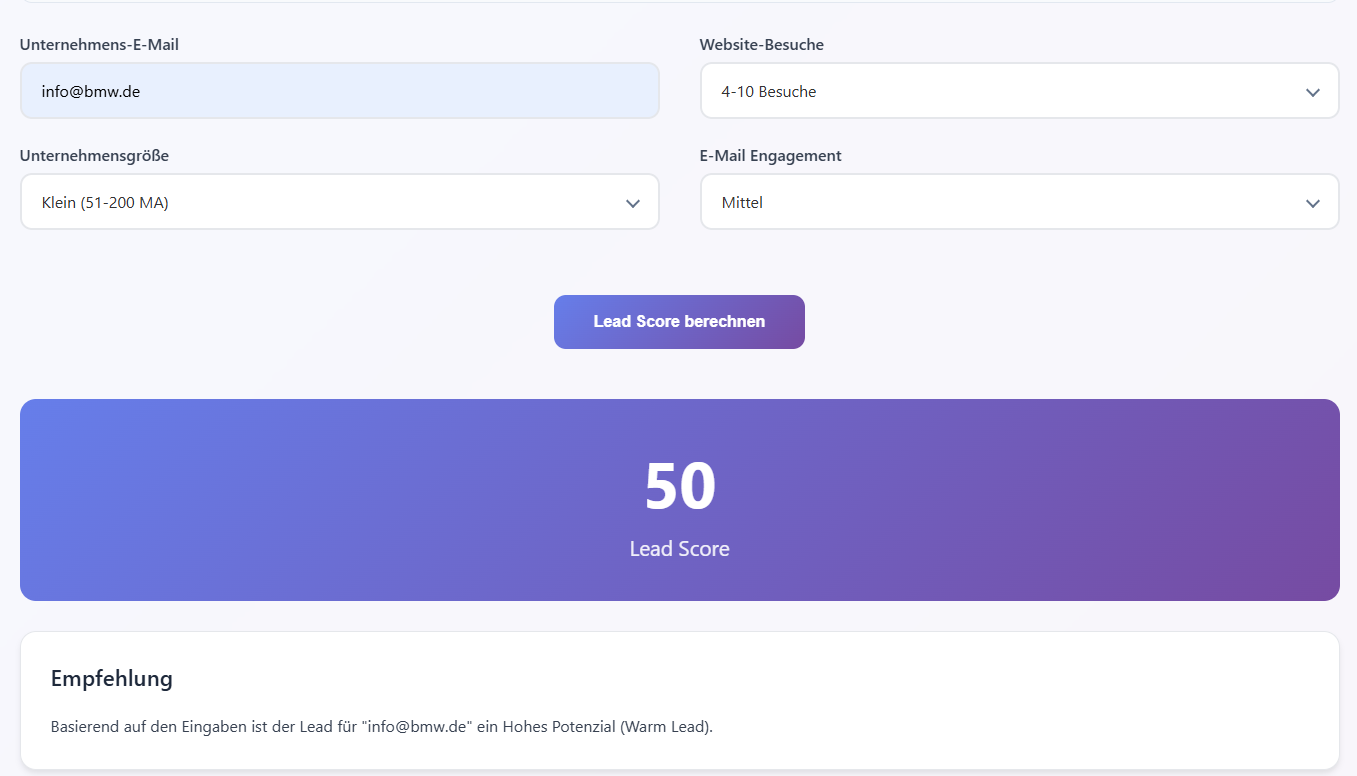 Unternehmens-E-Mail
Website-Besuche
info@bmw.de
4-10 Besuche
Unternehmensgröße
E-Mail Engagement
Klein (51-200 MA)
Mittel
Lead Score berechnen
50
Lead Score
Empfehlung
Basierend auf den Eingaben ist der Lead für "info@bmw.de" ein Hohes Potenzial (Warm Lead).